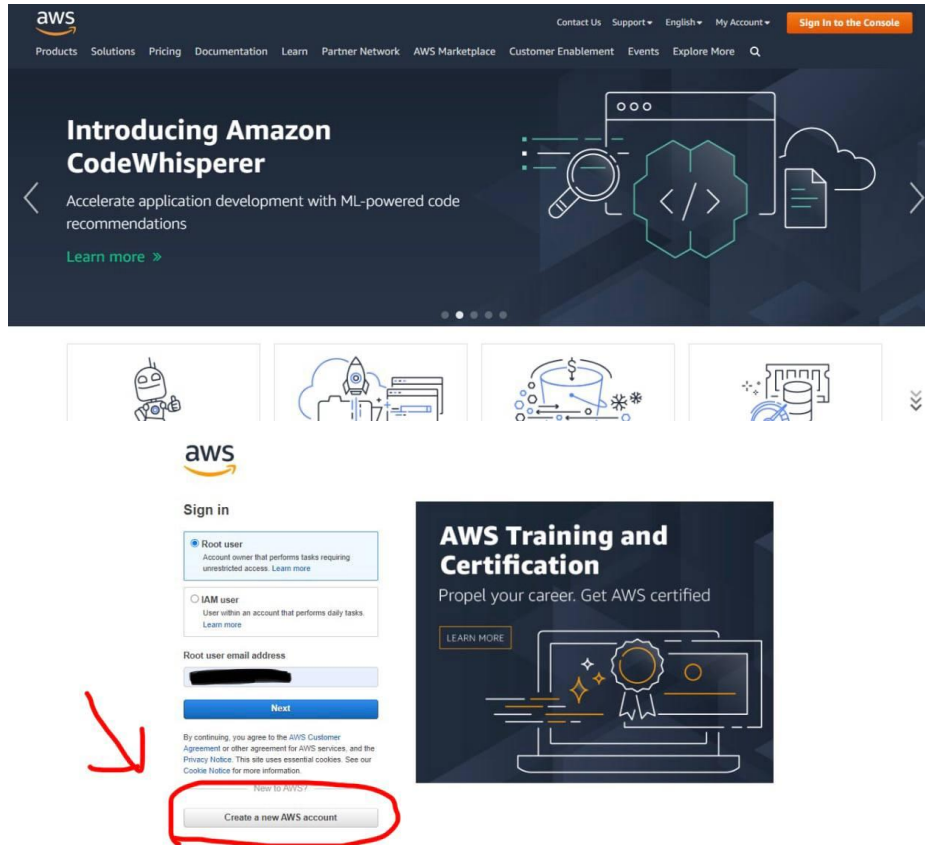 aws
Contact Us Support English My Account Sign In to the Console
Products Solutions Pricing Documentation Learn Partner Network AWS Marketplace Customer Enablement Events Explore More
Introducing Amazon
CodeWhisperer
Accelerate application development with ML-powered code
recommendations
Learn more »
</>
$
aws
Sign in
Root user
Account owner that performs tasks requiring
unrestricted access. Learn more
IAM user
User within an account that performs daily tasks.
Learn more
Root user email address
Next
By continuing, you agree to the AWS Customer
Agreement or other agreement for AWS services, and the
Privacy Notice. This site uses essential cookies. See our
Cookie Notice for more information.
New to AWS?
Create a new AWS account
AWS Training and
Certification
Propel your career. Get AWS certified
LEARN MORE